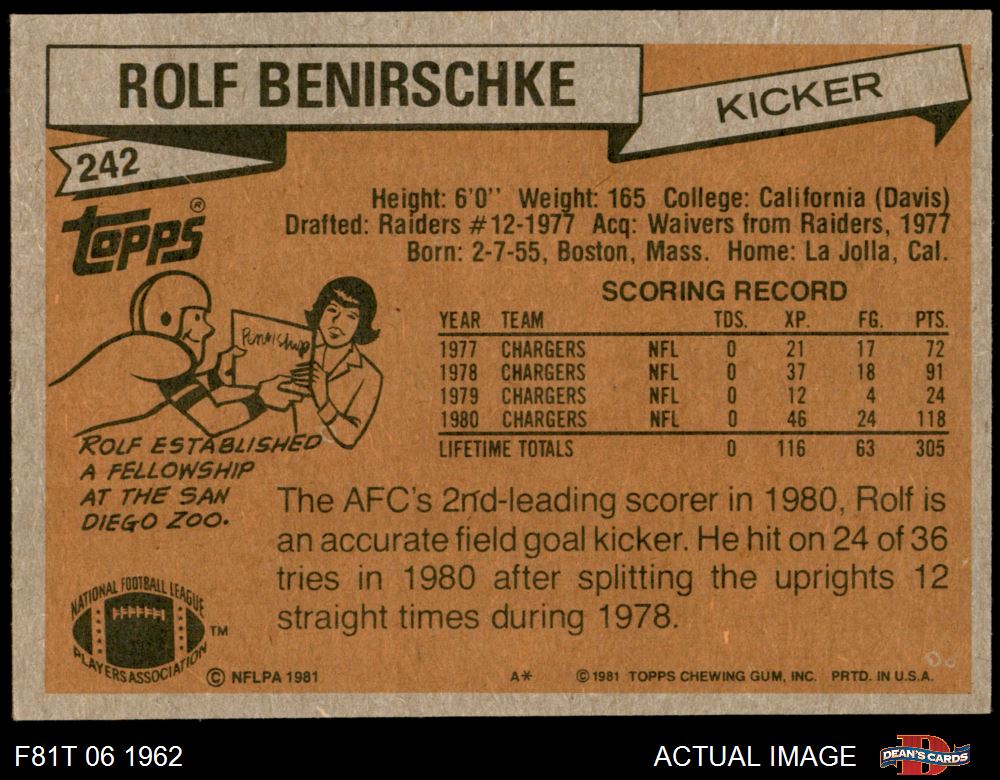 ROLF BENIRSCHKE
KICKER
242
TOPPS®
Height: 6'0'' Weight: 165 College: California (Davis)
Drafted: Raiders #12-1977 Acq: Waivers from Raiders, 1977
Born: 2-7-55, Boston, Mass. Home: La Jolla, Cal.
SCORING RECORD
YEAR TEAM TDS. XP. FG. PTS.
1977 CHARGERS NFL 0 21 17 72
1978 CHARGERS NFL 0 37 18 91
1979 CHARGERS NFL 0 12 4 24
1980 CHARGERS NFL 0 46 24 118
LIFETIME TOTALS 0 116 63 305
ROLF ESTABLISHED
A FELLOWSHIP
AT THE SAN
DIEGO ZOO.
The AFC's 2nd-leading scorer in 1980, Rolf is
an accurate field goal kicker. He hit on 24 of 36
tries in 1980 after splitting the uprights 12
straight times during 1978.
NATIONAL FOOTBALL LEAGUE
PLAYERS ASSOCIATION
TM
© NFLPA 1981
A*
© 1981 TOPPS CHEWING GUM, INC. PRTD. IN U.S.A.
F81T 06 1962
ACTUAL IMAGE
DEAN'S CARDS